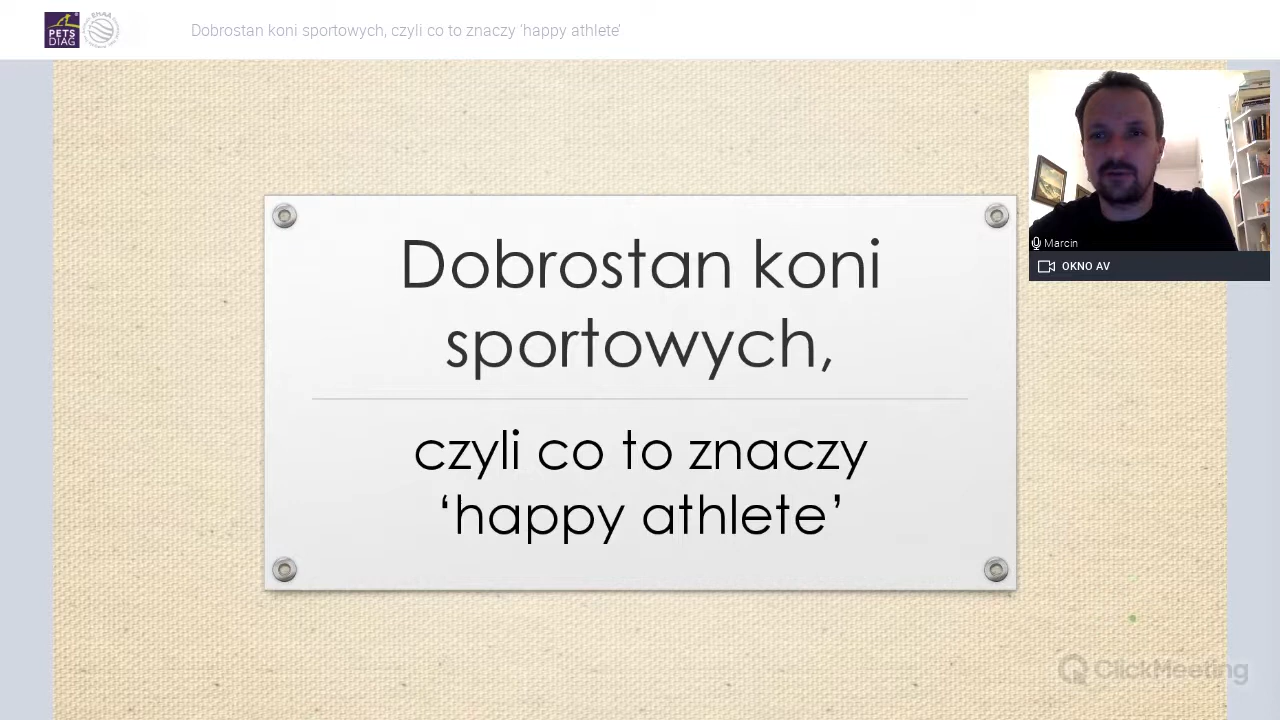 PETS
DIAG
Dobrostan koni sportowych, czyli co to znaczy 'happy athlete'
Dobrostan koni
sportowych,
czyli co to znaczy
‘happy athlete’
Marcin
OKNO AV
ClickMeeting